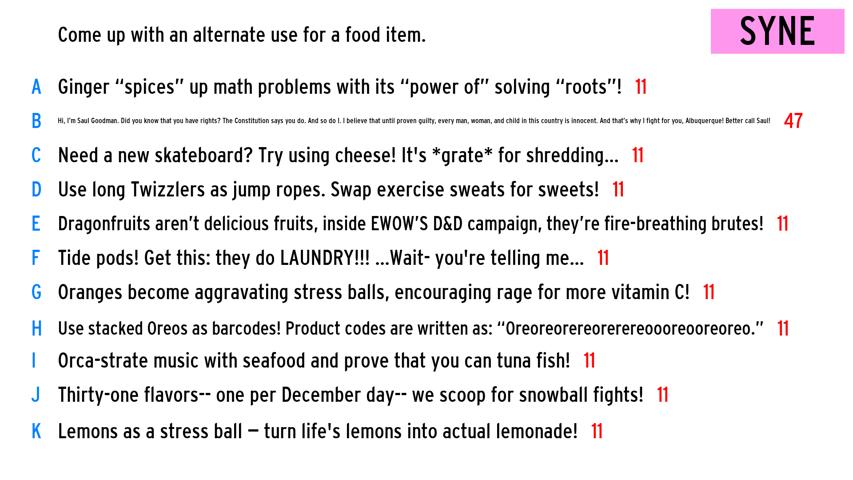 Come up with an alternate use for a food item.
SYNE
A Ginger “spices” up math problems with its “power of” solving “roots”! 11
B Hi, I'm Saul Goodman. Did you know that you have rights? The Constitution says you do. And so do I. I believe that until proven guilty, every man, woman, and child in this country is innocent. And that's why I fight for you, Albuquerque! Better call Saul! 47
C Need a new skateboard? Try using cheese! It's *grate* for shredding... 11
D Use long Twizzlers as jump ropes. Swap exercise sweats for sweets! 11
E Dragonfruits aren’t delicious fruits, inside EWOW’S D&D campaign, they’re fire-breathing brutes! 11
F Tide pods! Get this: they do LAUNDRY!!! ...Wait- you're telling me... 11
G Oranges become aggravating stress balls, encouraging rage for more vitamin C! 11
H Use stacked Oreos as barcodes! Product codes are written as: “Oreoreorereorerereoooreooreoreo.” 11
I Orca-strate music with seafood and prove that you can tuna fish! 11
J Thirty-one flavors-- one per December day-- we scoop for snowball fights! 11
K Lemons as a stress ball – turn life's lemons into actual lemonade! 11